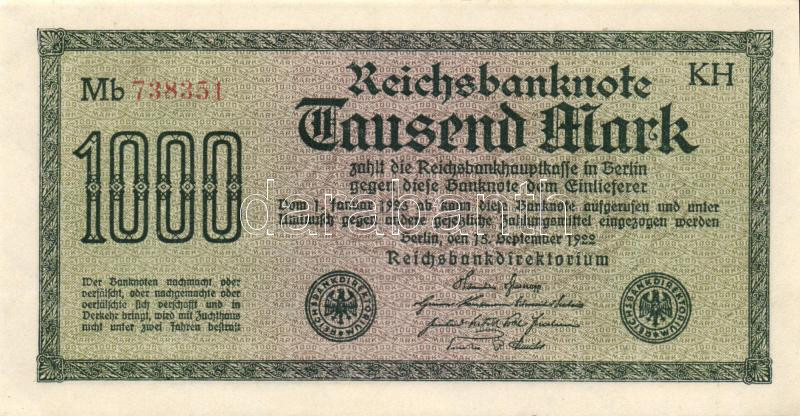 Mb 738351
KH
Reichsbanknote
Tausend Mark
zahlt die Reichsbankhauptkasse in Berlin
gegen diese Banknote dem Einlieferer
Vom 1. Januar 1923 ab kann diese Banknote aufgerufen und unter
Umtausch gegen andere gesetzliche Zahlungsmittel eingezogen werden
Berlin, den 15. September 1922
Reichsbankdirektorium
1000
Wer Banknoten nachmacht oder
verfälscht, oder nachgemachte oder
verfälschte sich verschafft und in
Verkehr bringt, wird mit Zuchthaus
nicht unter zwei Jahren bestraft
REICHSBANKDIREKTORIUM
REICHSBANKDIREKTORIUM
darabanth